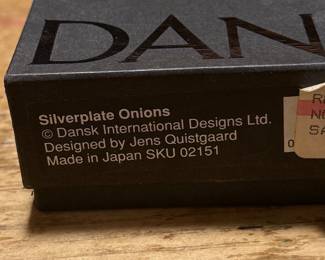 DAN
Silverplate Onions
© Dansk International Designs Ltd.
Designed by Jens Quistgaard
Made in Japan SKU 02151